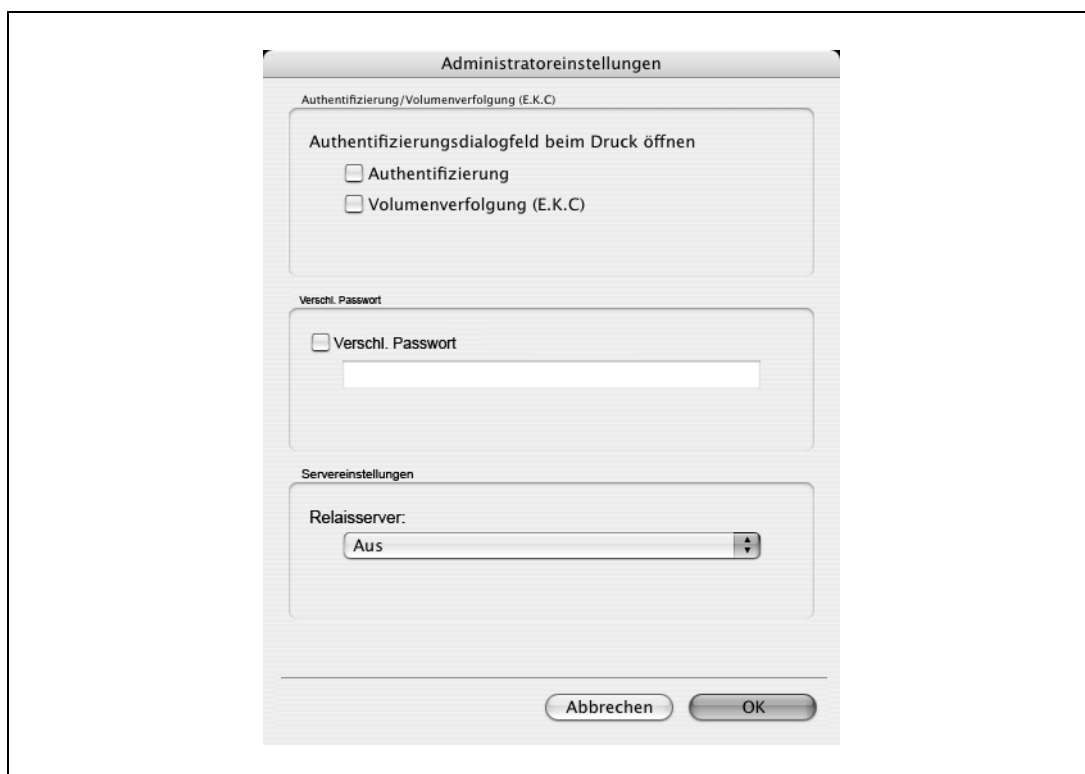 Administratoreinstellungen
Authentifizierung/Volumenverfolgung (E.K.C)
Authentifizierungsdialogfeld beim Druck öffnen
Authentifizierung
Volumenverfolgung (E.K.C)
Verschl. Passwort
Verschl. Passwort
Servereinstellungen
Relaisserver:
Aus
Abbrechen OK